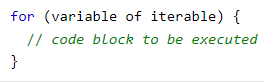 for (variable of iterable) {
  // code block to be executed
}